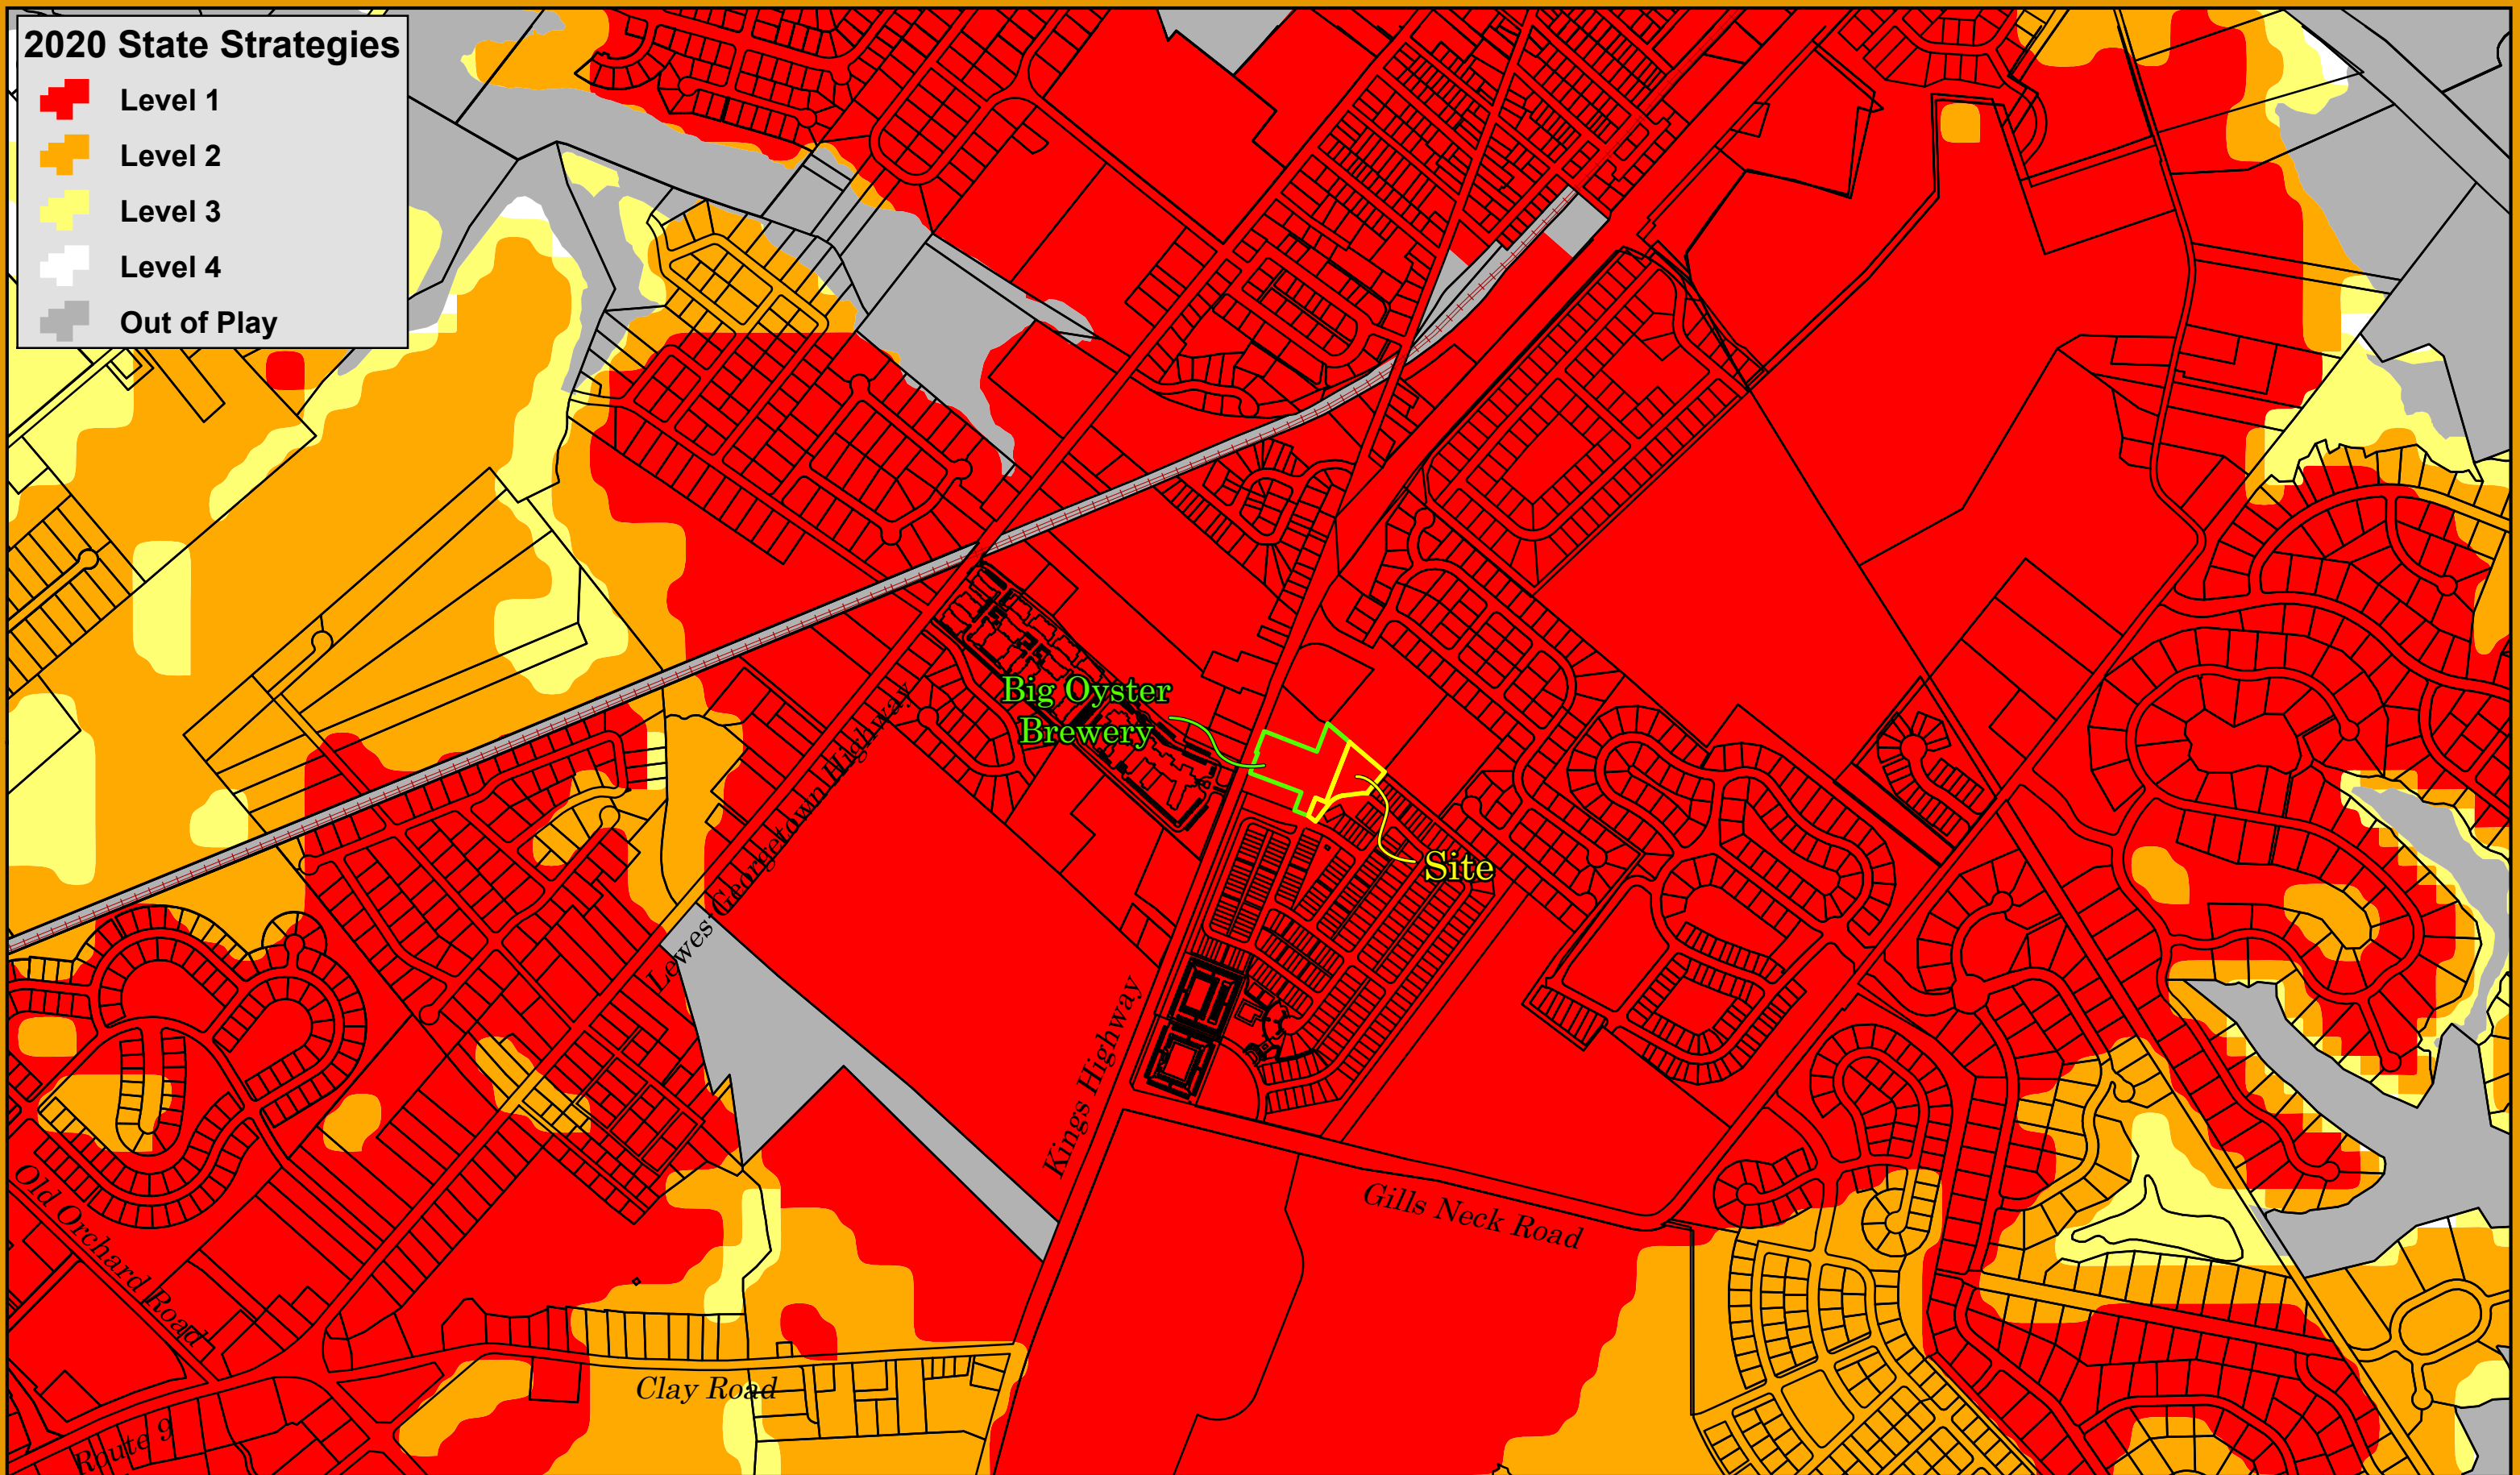 2020 State Strategies
Level 1
Level 2
Level 3
Level 4
Out of Play
Big Oyster
Brewery
Site
Lewes-Georgetown Highway
Kings Highway
Gills Neck Road
Old Orchard Road
Clay Road
Route 9